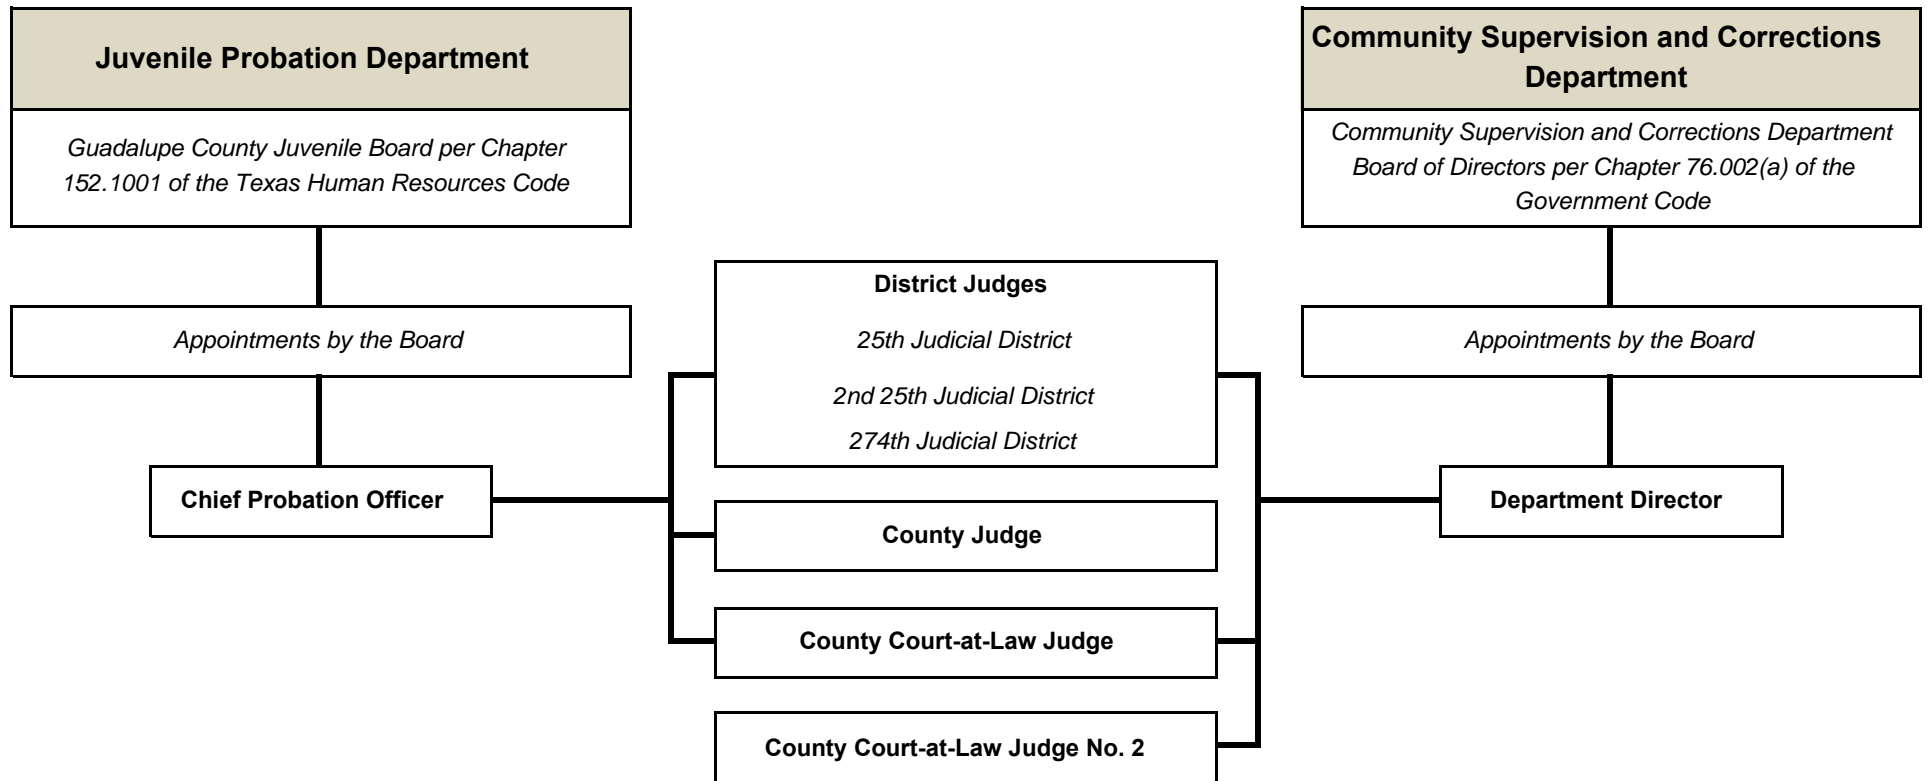 Juvenile Probation Department
Guadalupe County Juvenile Board per Chapter
152.1001 of the Texas Human Resources Code
Appointments by the Board
Chief Probation Officer
District Judges
25th Judicial District
2nd 25th Judicial District
274th Judicial District
County Judge
County Court-at-Law Judge
County Court-at-Law Judge No. 2
Community Supervision and Corrections
Department
Community Supervision and Corrections Department
Board of Directors per Chapter 76.002(a) of the
Government Code
Appointments by the Board
Department Director